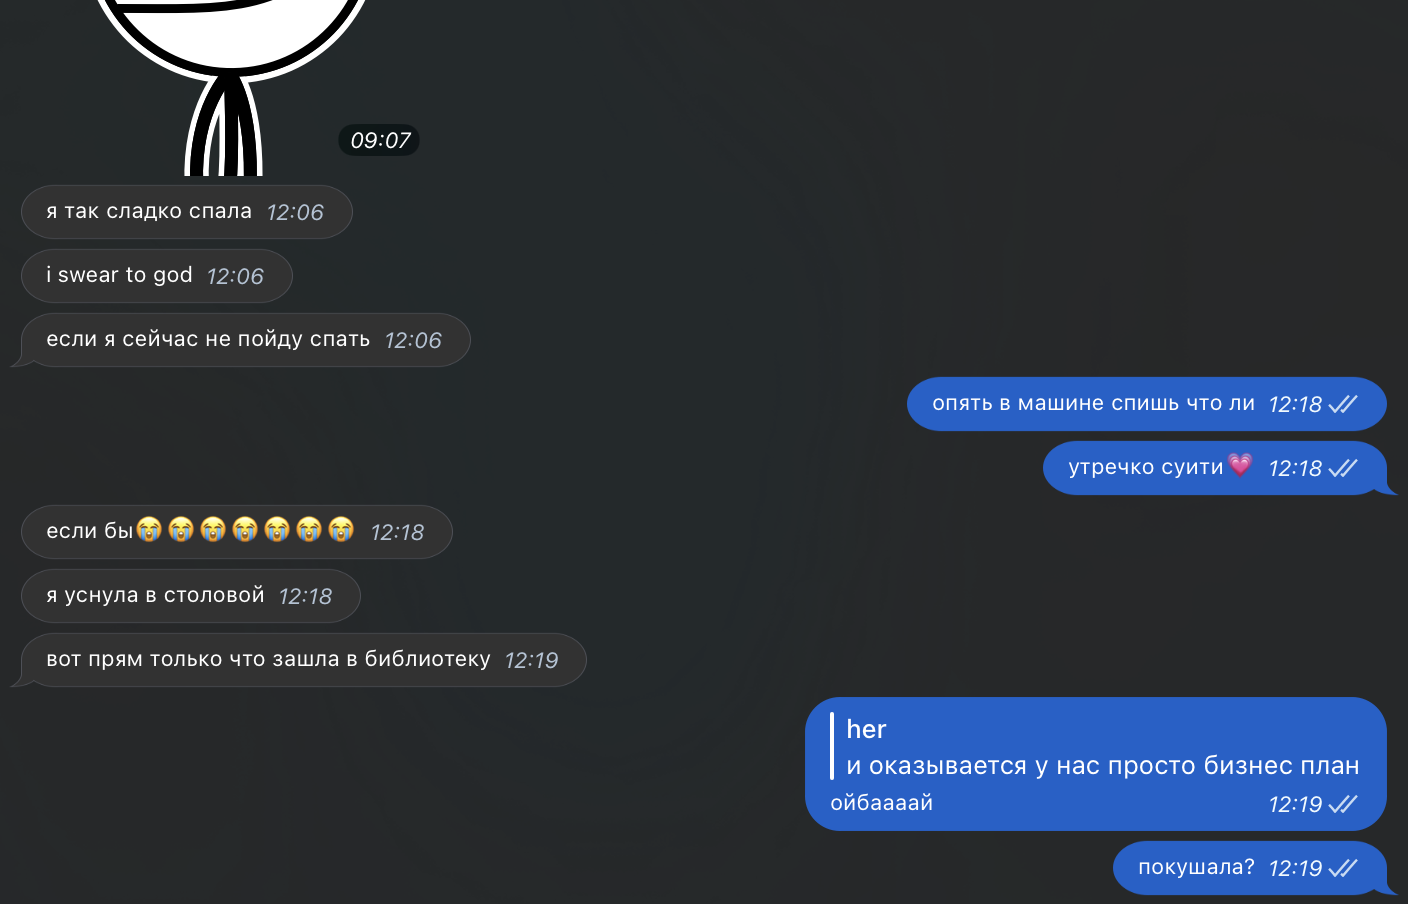 09:07
я так сладко спала 12:06
i swear to god 12:06
если я сейчас не пойду спать 12:06
опять в машине спишь что ли 12:18
утречко суити💗 12:18
если бы😭😭😭😭😭😭😭 12:18
я уснула в столовой 12:18
вот прям только что зашла в библиотеку 12:19
her
и оказывается у нас просто бизнес план
ойбаааай 12:19
покушала? 12:19